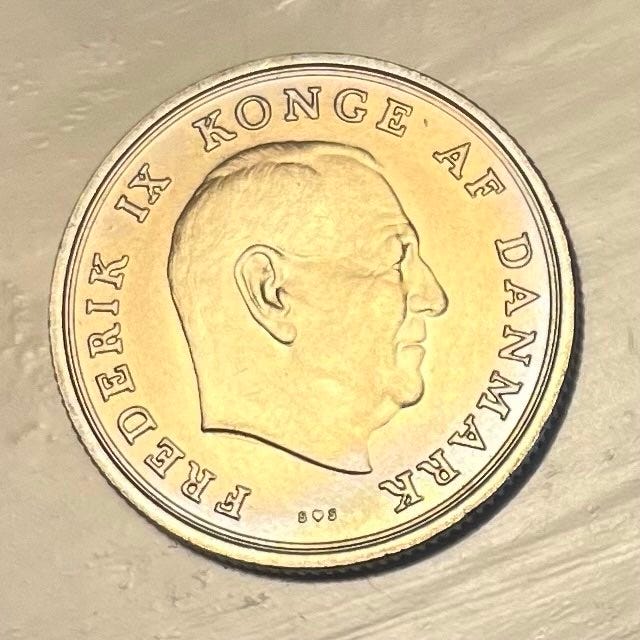 FREDERIK IX KONGE AF DANMARK
S♥S